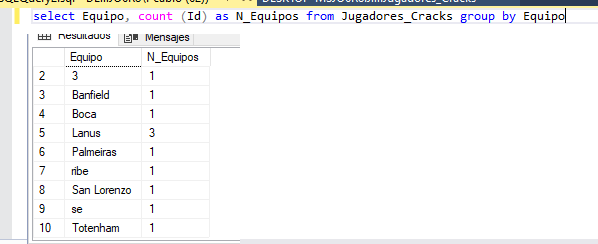 select Equipo, count (Id) as N_Equipos from Jugadores_Cracks group by Equipo
Resultados Mensajes
Equipo N_Equipos
2 3 1
3 Banfield 1
4 Boca 1
5 Lanus 3
6 Palmeiras 1
7 ribe 1
8 San Lorenzo 1
9 se 1
10 Totenham 1